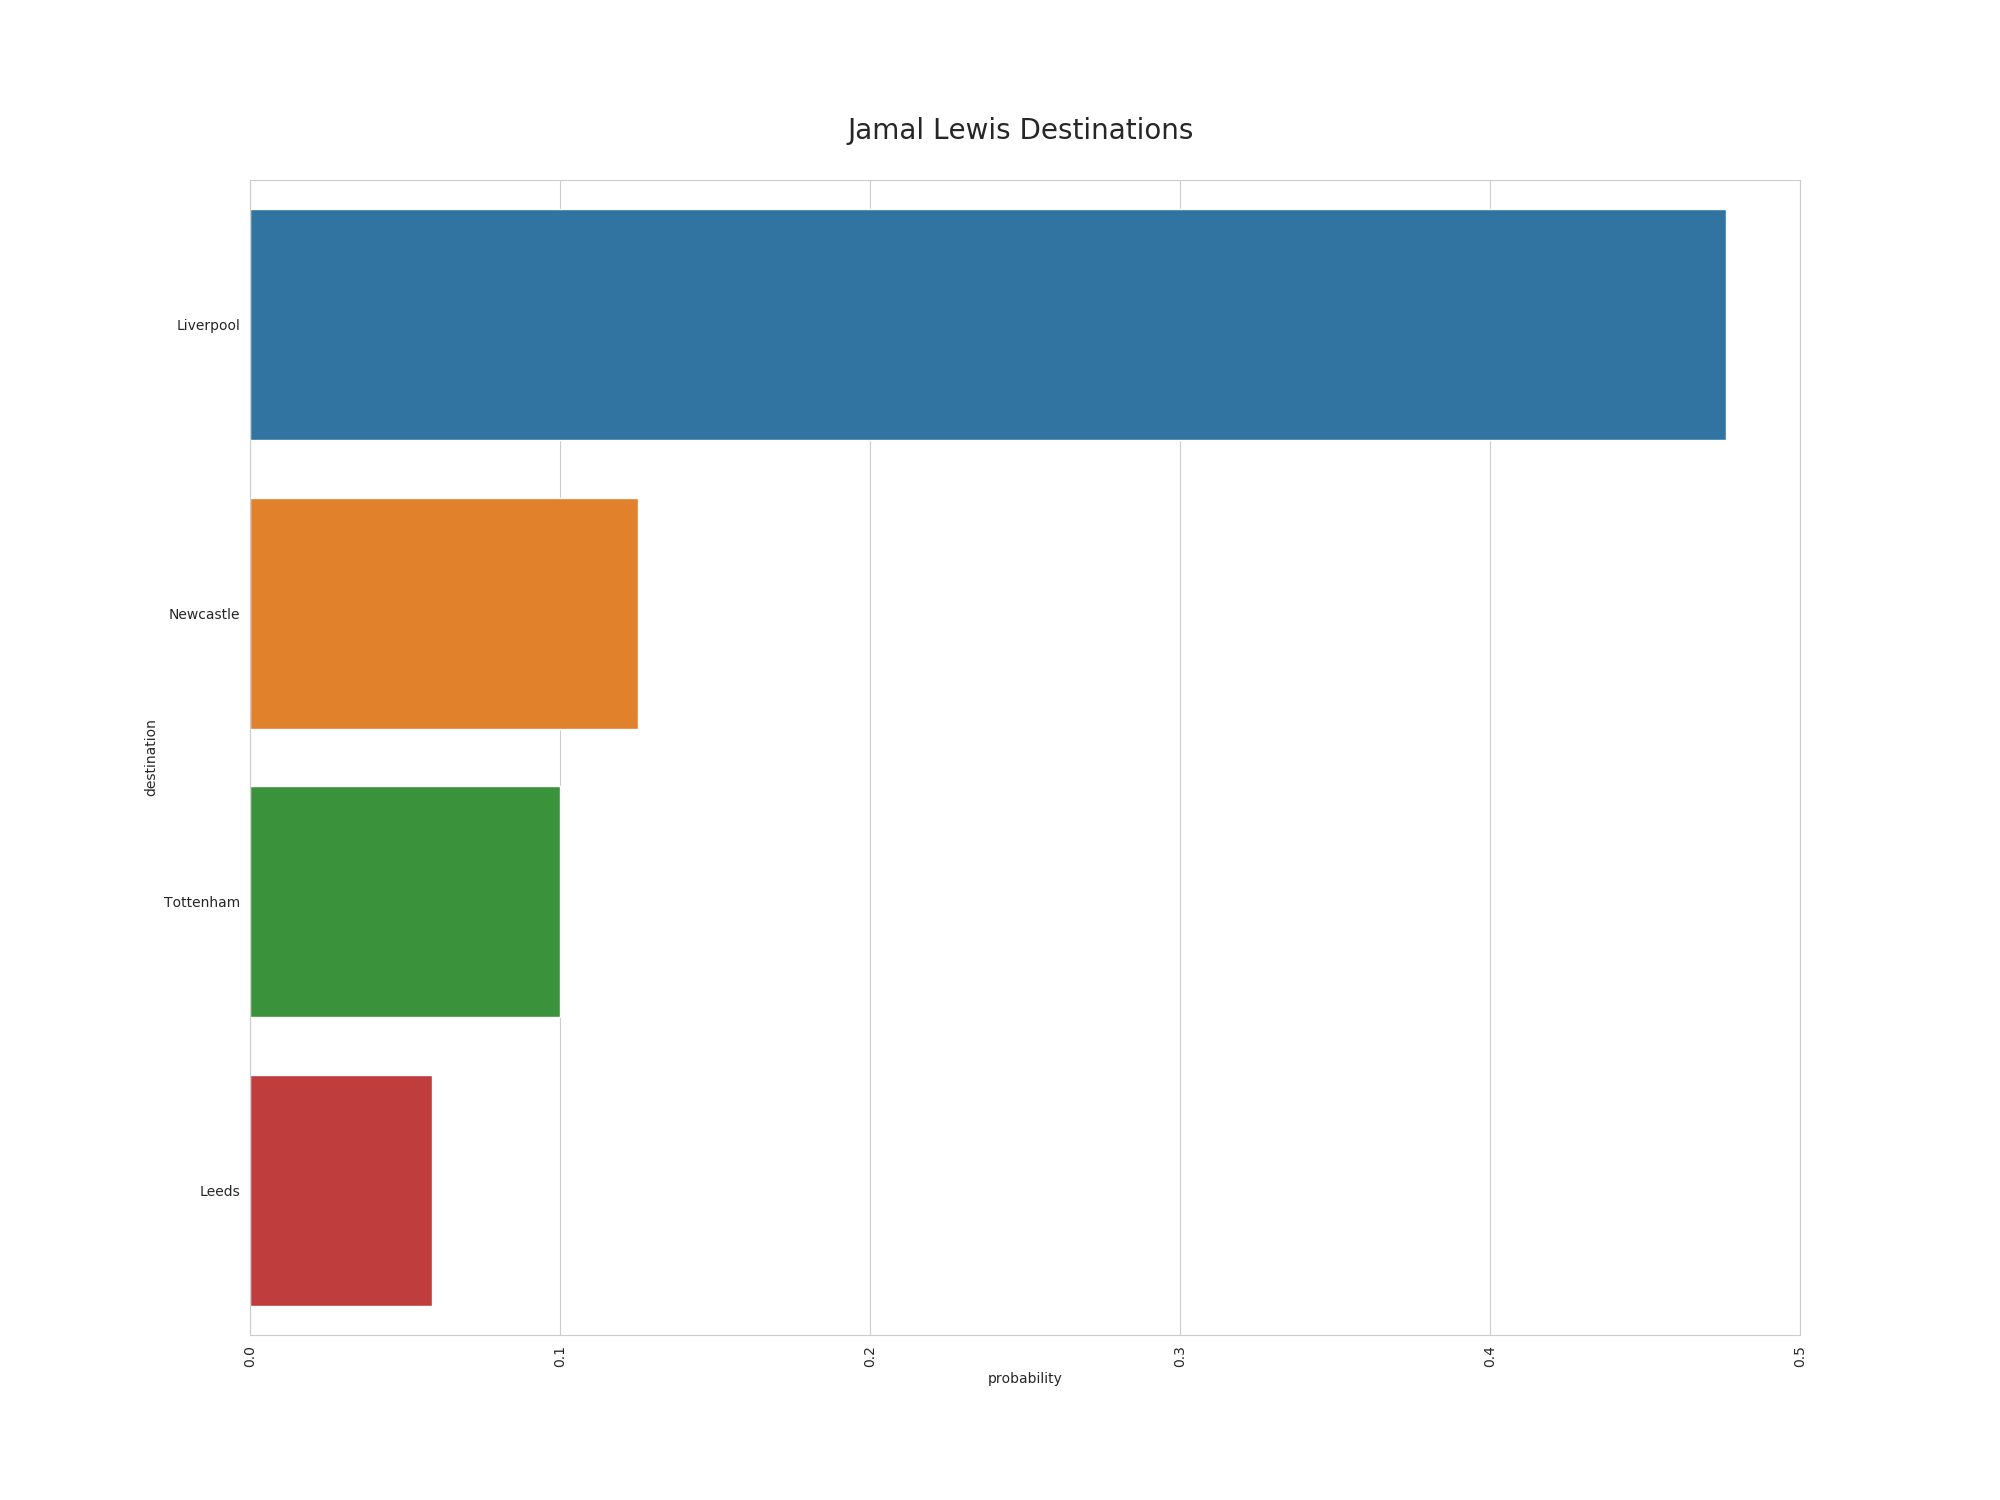 Jamal Lewis Destinations
Liverpool
Newcastle
Tottenham
Leeds
destination
0.0
0.1
0.2
0.3
0.4
0.5
probability